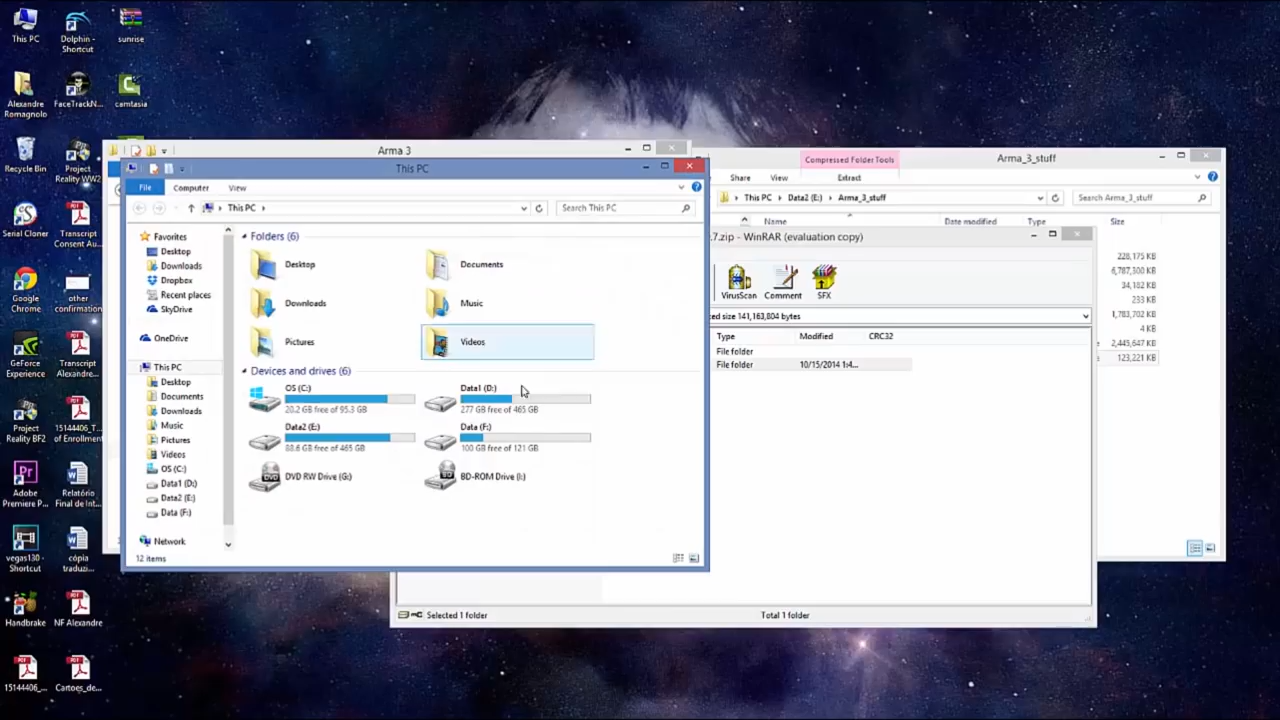 This PC
Dolphin -
Shortcut
sunrise
Alexandre
Romagnolo
FaceTrackN...
camtasia
Recycle Bin
Project
Reality WW2
Serial Cloner
Transcript
Consent Au...
Google
Chrome
other
confirmation
GeForce
Experience
Transcript
Alexandre...
Project
Reality BF2
15144406_T...
of Enrollment
Adobe
Premiere P...
Relatório
Final de Int...
vegas130 -
Shortcut
cópia
traduzi...
Handbrake
NF Alexandre
15144406_...
Cartoes_de...
Arma 3
This PC
File
Computer
View
This PC
Search This PC
Favorites
Desktop
Downloads
Dropbox
Recent places
SkyDrive
OneDrive
This PC
Desktop
Documents
Downloads
Music
Pictures
Videos
OS (C:)
Data1 (D:)
Data2 (E:)
Data (F:)
Network
12 items
Folders (6)
Desktop
Documents
Downloads
Music
Pictures
Videos
Devices and drives (6)
OS (C:)
20.2 GB free of 95.3 GB
Data1 (D:)
277 GB free of 465 GB
Data2 (E:)
88.6 GB free of 465 GB
Data (F:)
100 GB free of 121 GB
DVD RW Drive (G:)
BD-ROM Drive (I:)
Compressed Folder Tools
Arma_3_stuff
Share
View
Extract
This PC
Data2 (E:)
Arma_3_stuff
Search Arma_3_stuff
Name
Date modified
Type
Size
228,175 KB
6,787,300 KB
34,182 KB
233 KB
1,783,702 KB
4 KB
2,445,647 KB
123,221 KB
.7.zip - WinRAR (evaluation copy)
VirusScan
Comment
SFX
ed size 141,163,804 bytes
Type
Modified
CRC32
File folder
File folder
10/15/2014 1:4...
Selected 1 folder
Total 1 folder